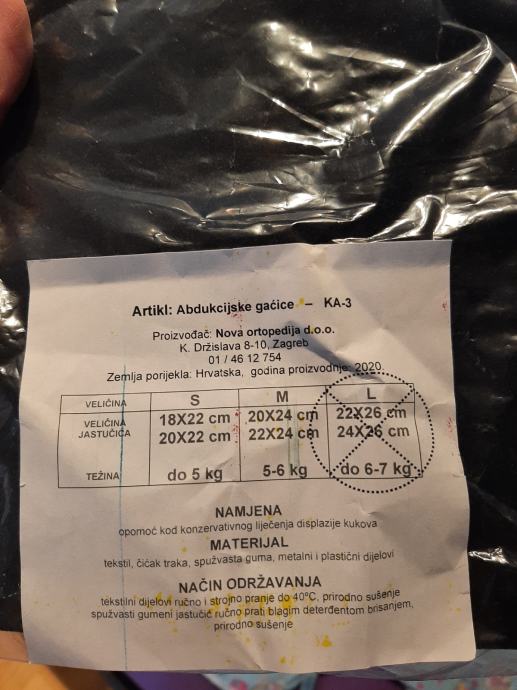 Artikl: Abdukcijske gaćice – KA-3
Proizvođač: Nova ortopedija d.o.o.
K. Držislava 8-10, Zagreb
01 / 46 12 754
Zemlja porijekla: Hrvatska, godina proizvodnje: 2020.
VELIČINA S M L
VELIČINA JASTUČIĆA 18X22 cm 20X24 cm 22X26 cm
20X22 cm 22X24 cm 24X26 cm
TEŽINA do 5 kg 5-6 kg do 6-7 kg
NAMJENA
opomoć kod konzervativnog liječenja displazije kukova
MATERIJAL
tekstil, čičak traka, spužvasta guma, metalni i plastični dijelovi
NAČIN ODRŽAVANJA
tekstilni dijelovi ručno i strojno pranje do 40ºC, prirodno sušenje
spužvasti gumeni jastučić ručno prati blagim deterđentom brisanjem,
prirodno sušenje